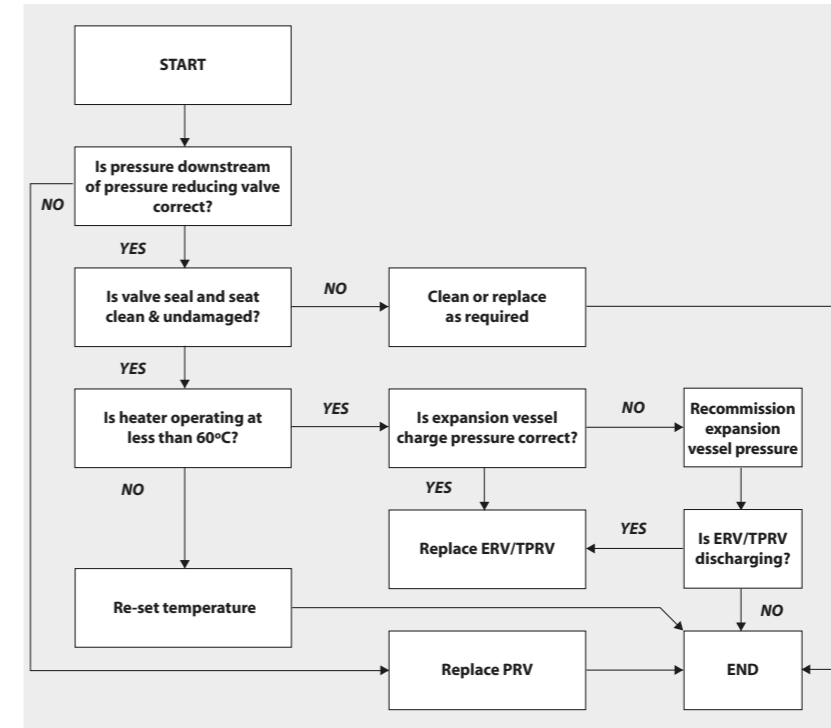 START
Is pressure downstream
of pressure reducing valve
correct?
NO
YES
Is valve seal and seat
clean & undamaged?
NO
Clean or replace
as required
YES
Is heater operating at
less than 60ºC?
YES
Is expansion vessel
charge pressure correct?
NO
Recommission
expansion
vessel pressure
NO
YES
Replace ERV/TPRV
YES
Is ERV/TPRV
discharging?
Re-set temperature
NO
Replace PRV
END